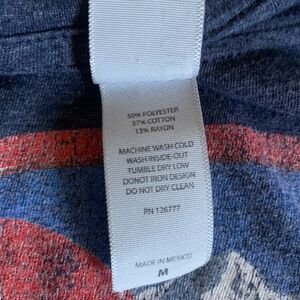 50% POLYESTER
37% COTTON
13% RAYON
MACHINE WASH COLD
WASH INSIDE-OUT
TUMBLE DRY LOW
DONOT IRON DESIGN
DO NOT DRY CLEAN
P/N 126777
MADE IN MEXICO
M